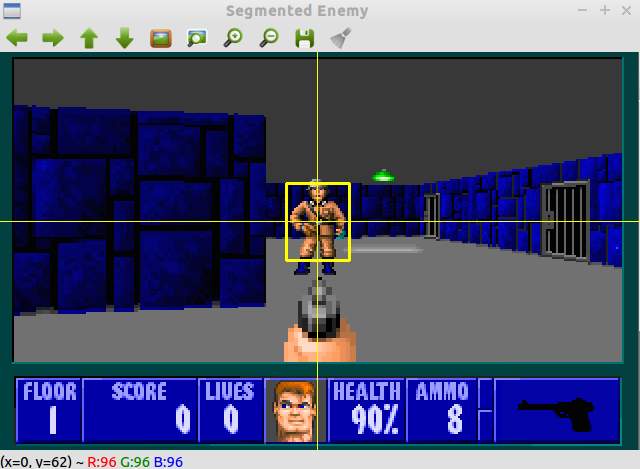 Segmented Enemy
FLOOR SCORE LIVES HEALTH AMMO
1 0 0 90% 8
(x=0, y=62) ~ R:96 G:96 B:96